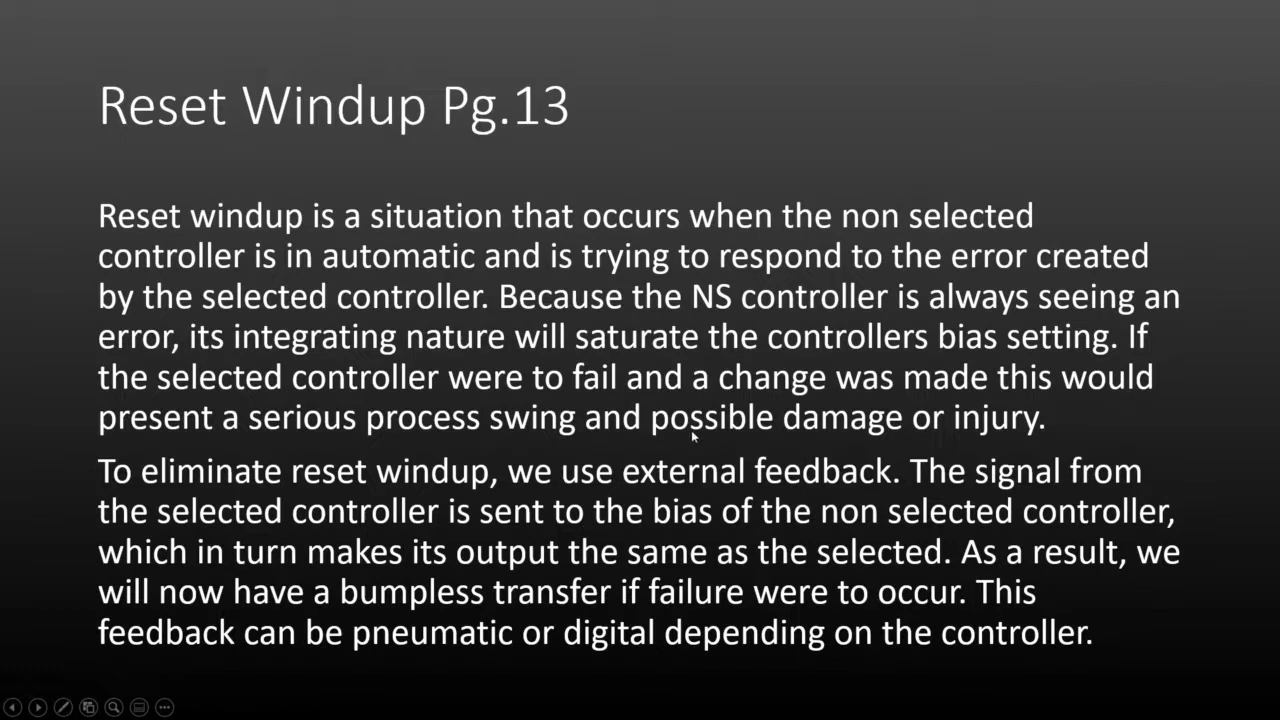 Reset Windup Pg.13
Reset windup is a situation that occurs when the non selected
controller is in automatic and is trying to respond to the error created
by the selected controller. Because the NS controller is always seeing an
error, its integrating nature will saturate the controllers bias setting. If
the selected controller were to fail and a change was made this would
present a serious process swing and possible damage or injury.
To eliminate reset windup, we use external feedback. The signal from
the selected controller is sent to the bias of the non selected controller,
which in turn makes its output the same as the selected. As a result, we
will now have a bumpless transfer if failure were to occur. This
feedback can be pneumatic or digital depending on the controller.